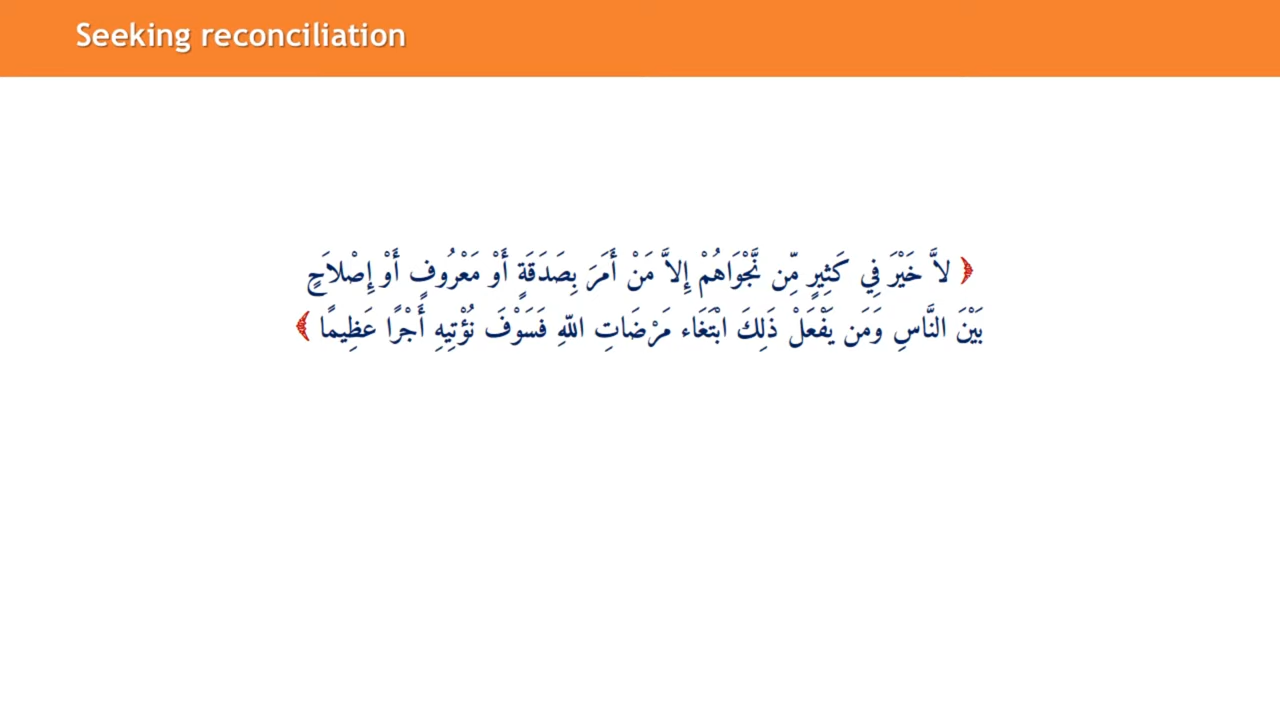 Seeking reconciliation
﴿ لاَّ خَيْرَ فِي كَثِيرٍ مِّن نَّجْوَاهُمْ إِلاَّ مَنْ أَمَرَ بِصَدَقَةٍ أَوْ مَعْرُوفٍ أَوْ إِصْلاَحٍ
بَيْنَ النَّاسِ وَمَن يَفْعَلْ ذَلِكَ ابْتَغَاء مَرْضَاتِ اللّهِ فَسَوْفَ نُؤْتِيهِ أَجْرًا عَظِيمًا ﴾